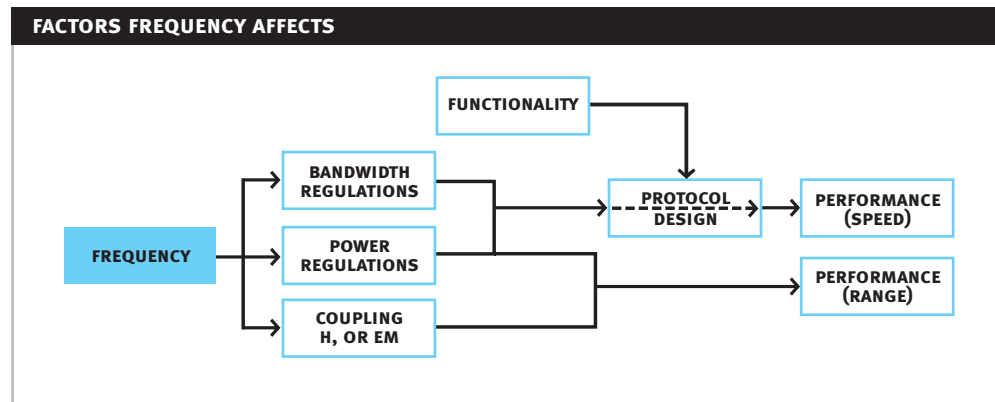 FACTORS FREQUENCY AFFECTS
FUNCTIONALITY
BANDWIDTH
REGULATIONS
PROTOCOL
DESIGN
PERFORMANCE
(SPEED)
FREQUENCY
POWER
REGULATIONS
PERFORMANCE
(RANGE)
COUPLING
H, OR EM